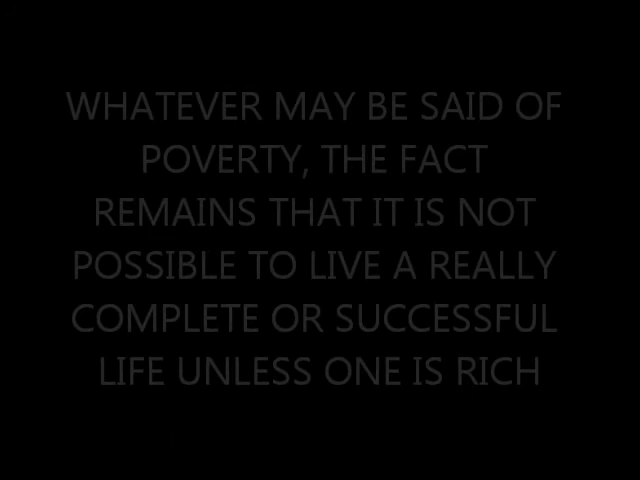 WHATEVER MAY BE SAID OF
POVERTY, THE FACT
REMAINS THAT IT IS NOT
POSSIBLE TO LIVE A REALLY
COMPLETE OR SUCCESSFUL
LIFE UNLESS ONE IS RICH